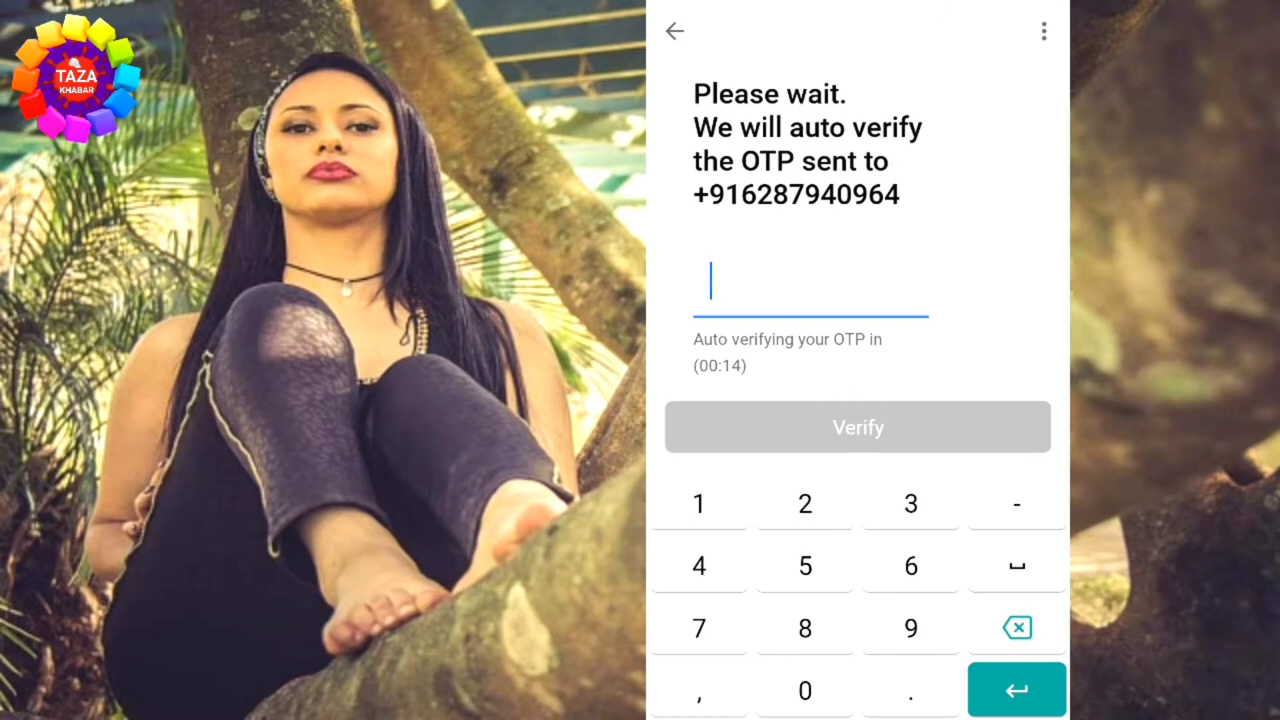 TAZA
KHABAR
Please wait.
We will auto verify
the OTP sent to
+916287940964
Auto verifying your OTP in
(00:14)
Verify
1 2 3 -
4 5 6
7 8 9
, 0 .